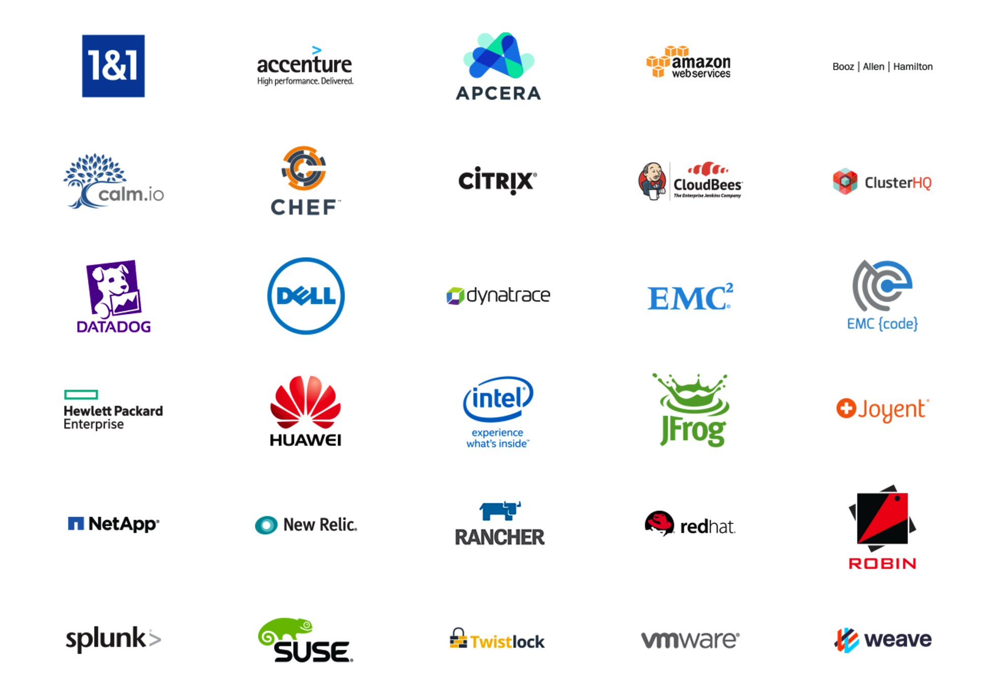 1&1
accenture
High performance. Delivered.
APCERA
amazon
webservices
Booz | Allen | Hamilton
calm.io
CHEF™
CiTRIX®
CloudBees®
The Enterprise Jenkins Company
ClusterHQ
DATADOG
DELL
dynatrace
EMC²®
EMC {code}
Hewlett Packard
Enterprise
HUAWEI
intel®
experience
what's inside™
JFrog
Joyent®
NetApp®
New Relic®
RANCHER
redhat®
ROBIN
splunk>
SUSE®
Twistlock
vmware®
weave